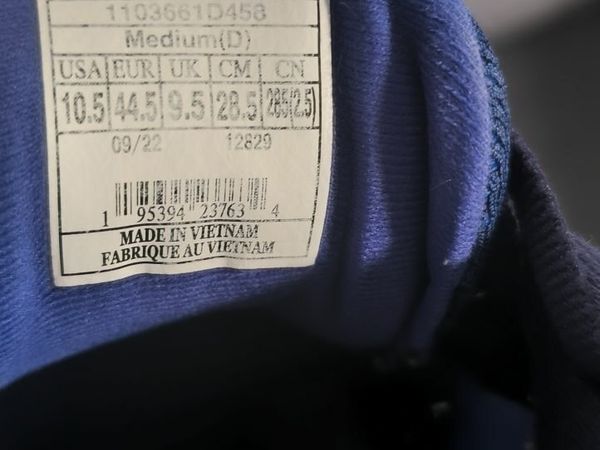 1103661D458
Medium(D)
USA EUR UK CM CN
10.5 44.5 9.5 28.5 285(2.5)
09/22 12829
1 95394 23763 4
MADE IN VIETNAM
FABRIQUE AU VIETNAM